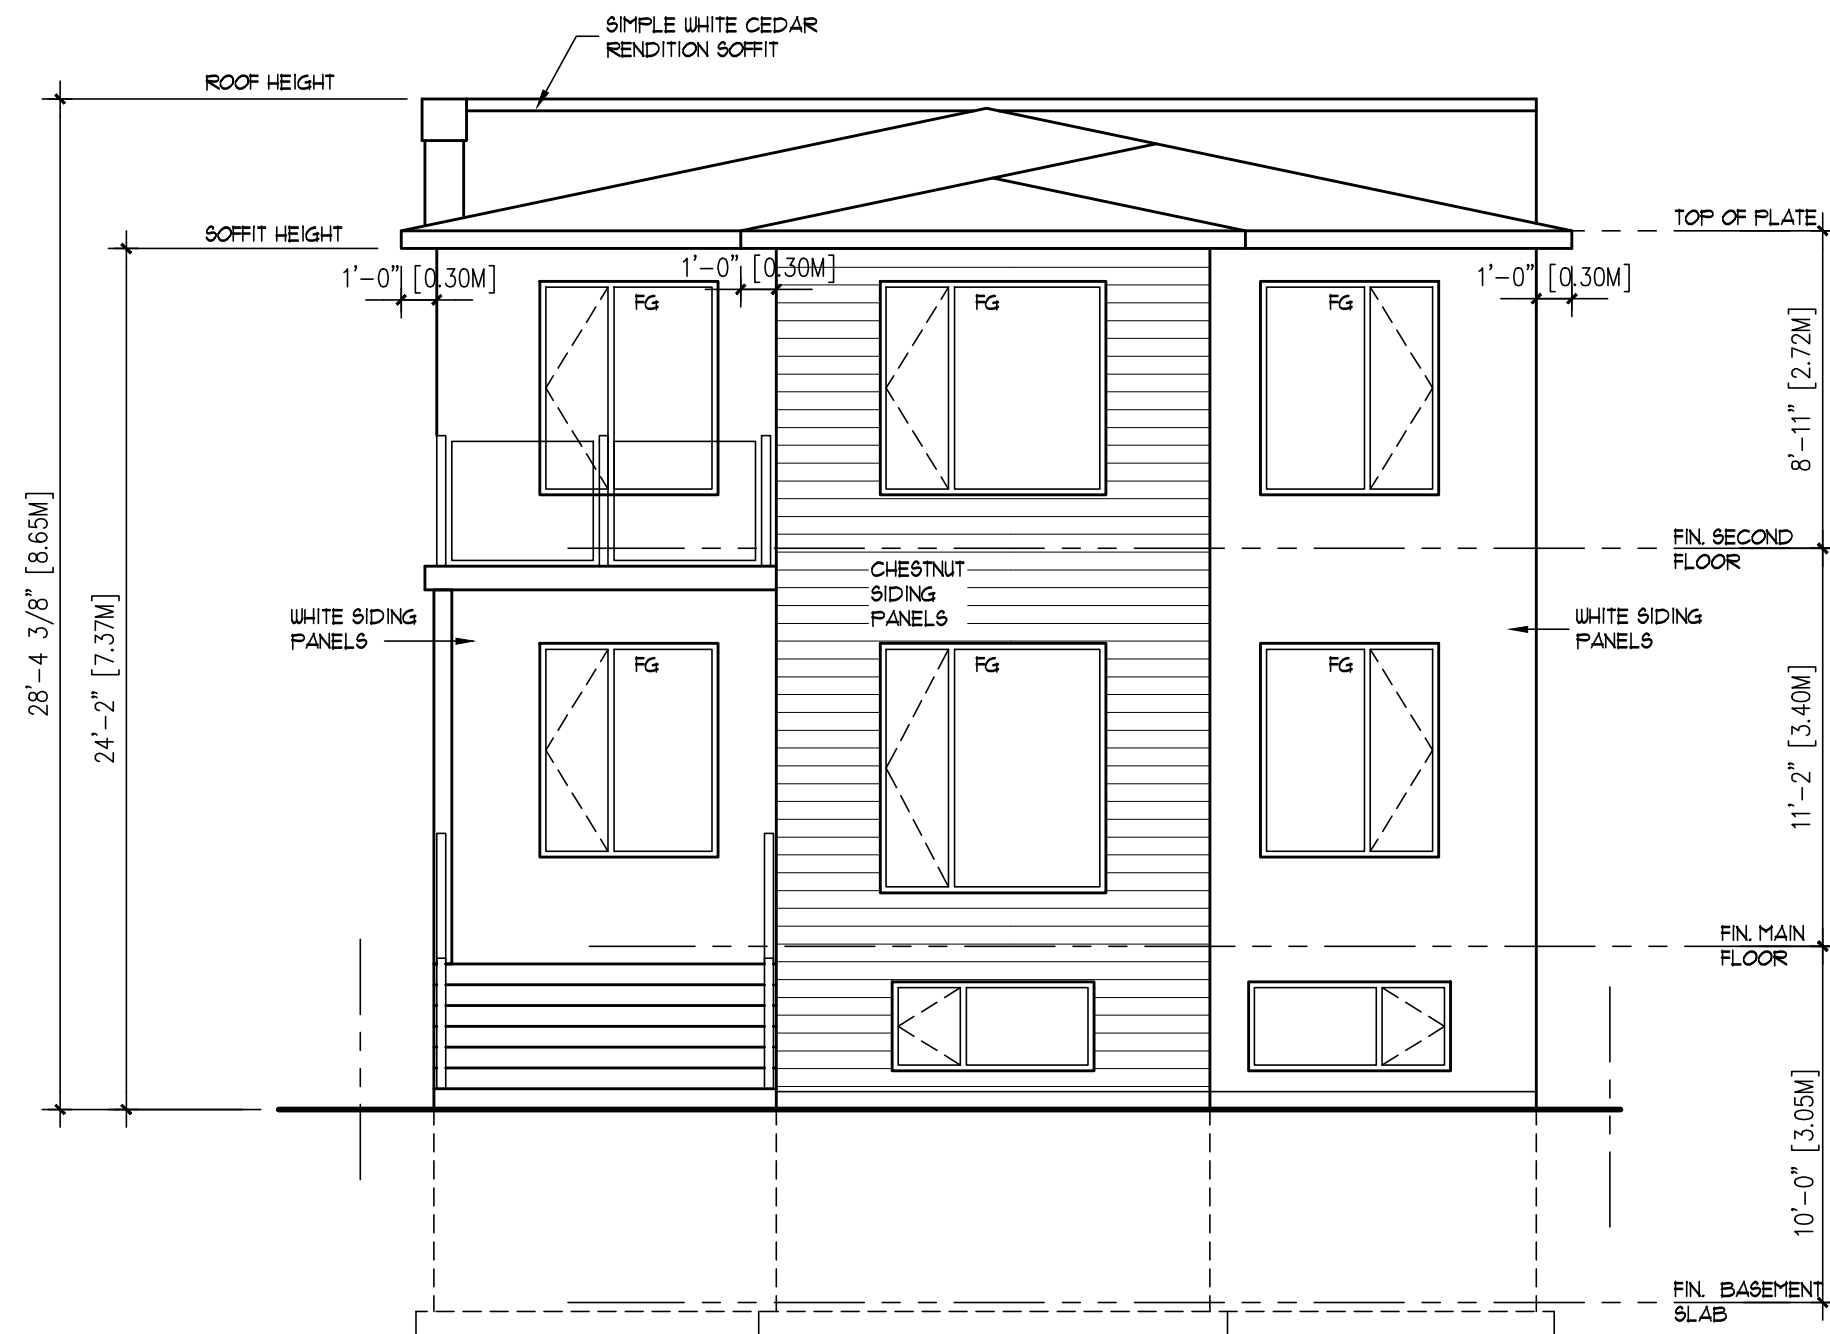 SIMPLE WHITE CEDAR
RENDITION SOFFIT
ROOF HEIGHT
SOFFIT HEIGHT
TOP OF PLATE
1'-0" [0.30M]
1'-0" [0.30M]
1'-0" [0.30M]
FG
FG
FG
8'-11" [2.72M]
28'-4 3/8" [8.65M]
24'-2" [7.37M]
FIN. SECOND
FLOOR
CHESTNUT
SIDING
PANELS
WHITE SIDING
PANELS
WHITE SIDING
PANELS
FG
FG
FG
11'-2" [3.40M]
FIN. MAIN
FLOOR
10'-0" [3.05M]
FIN. BASEMENT
SLAB